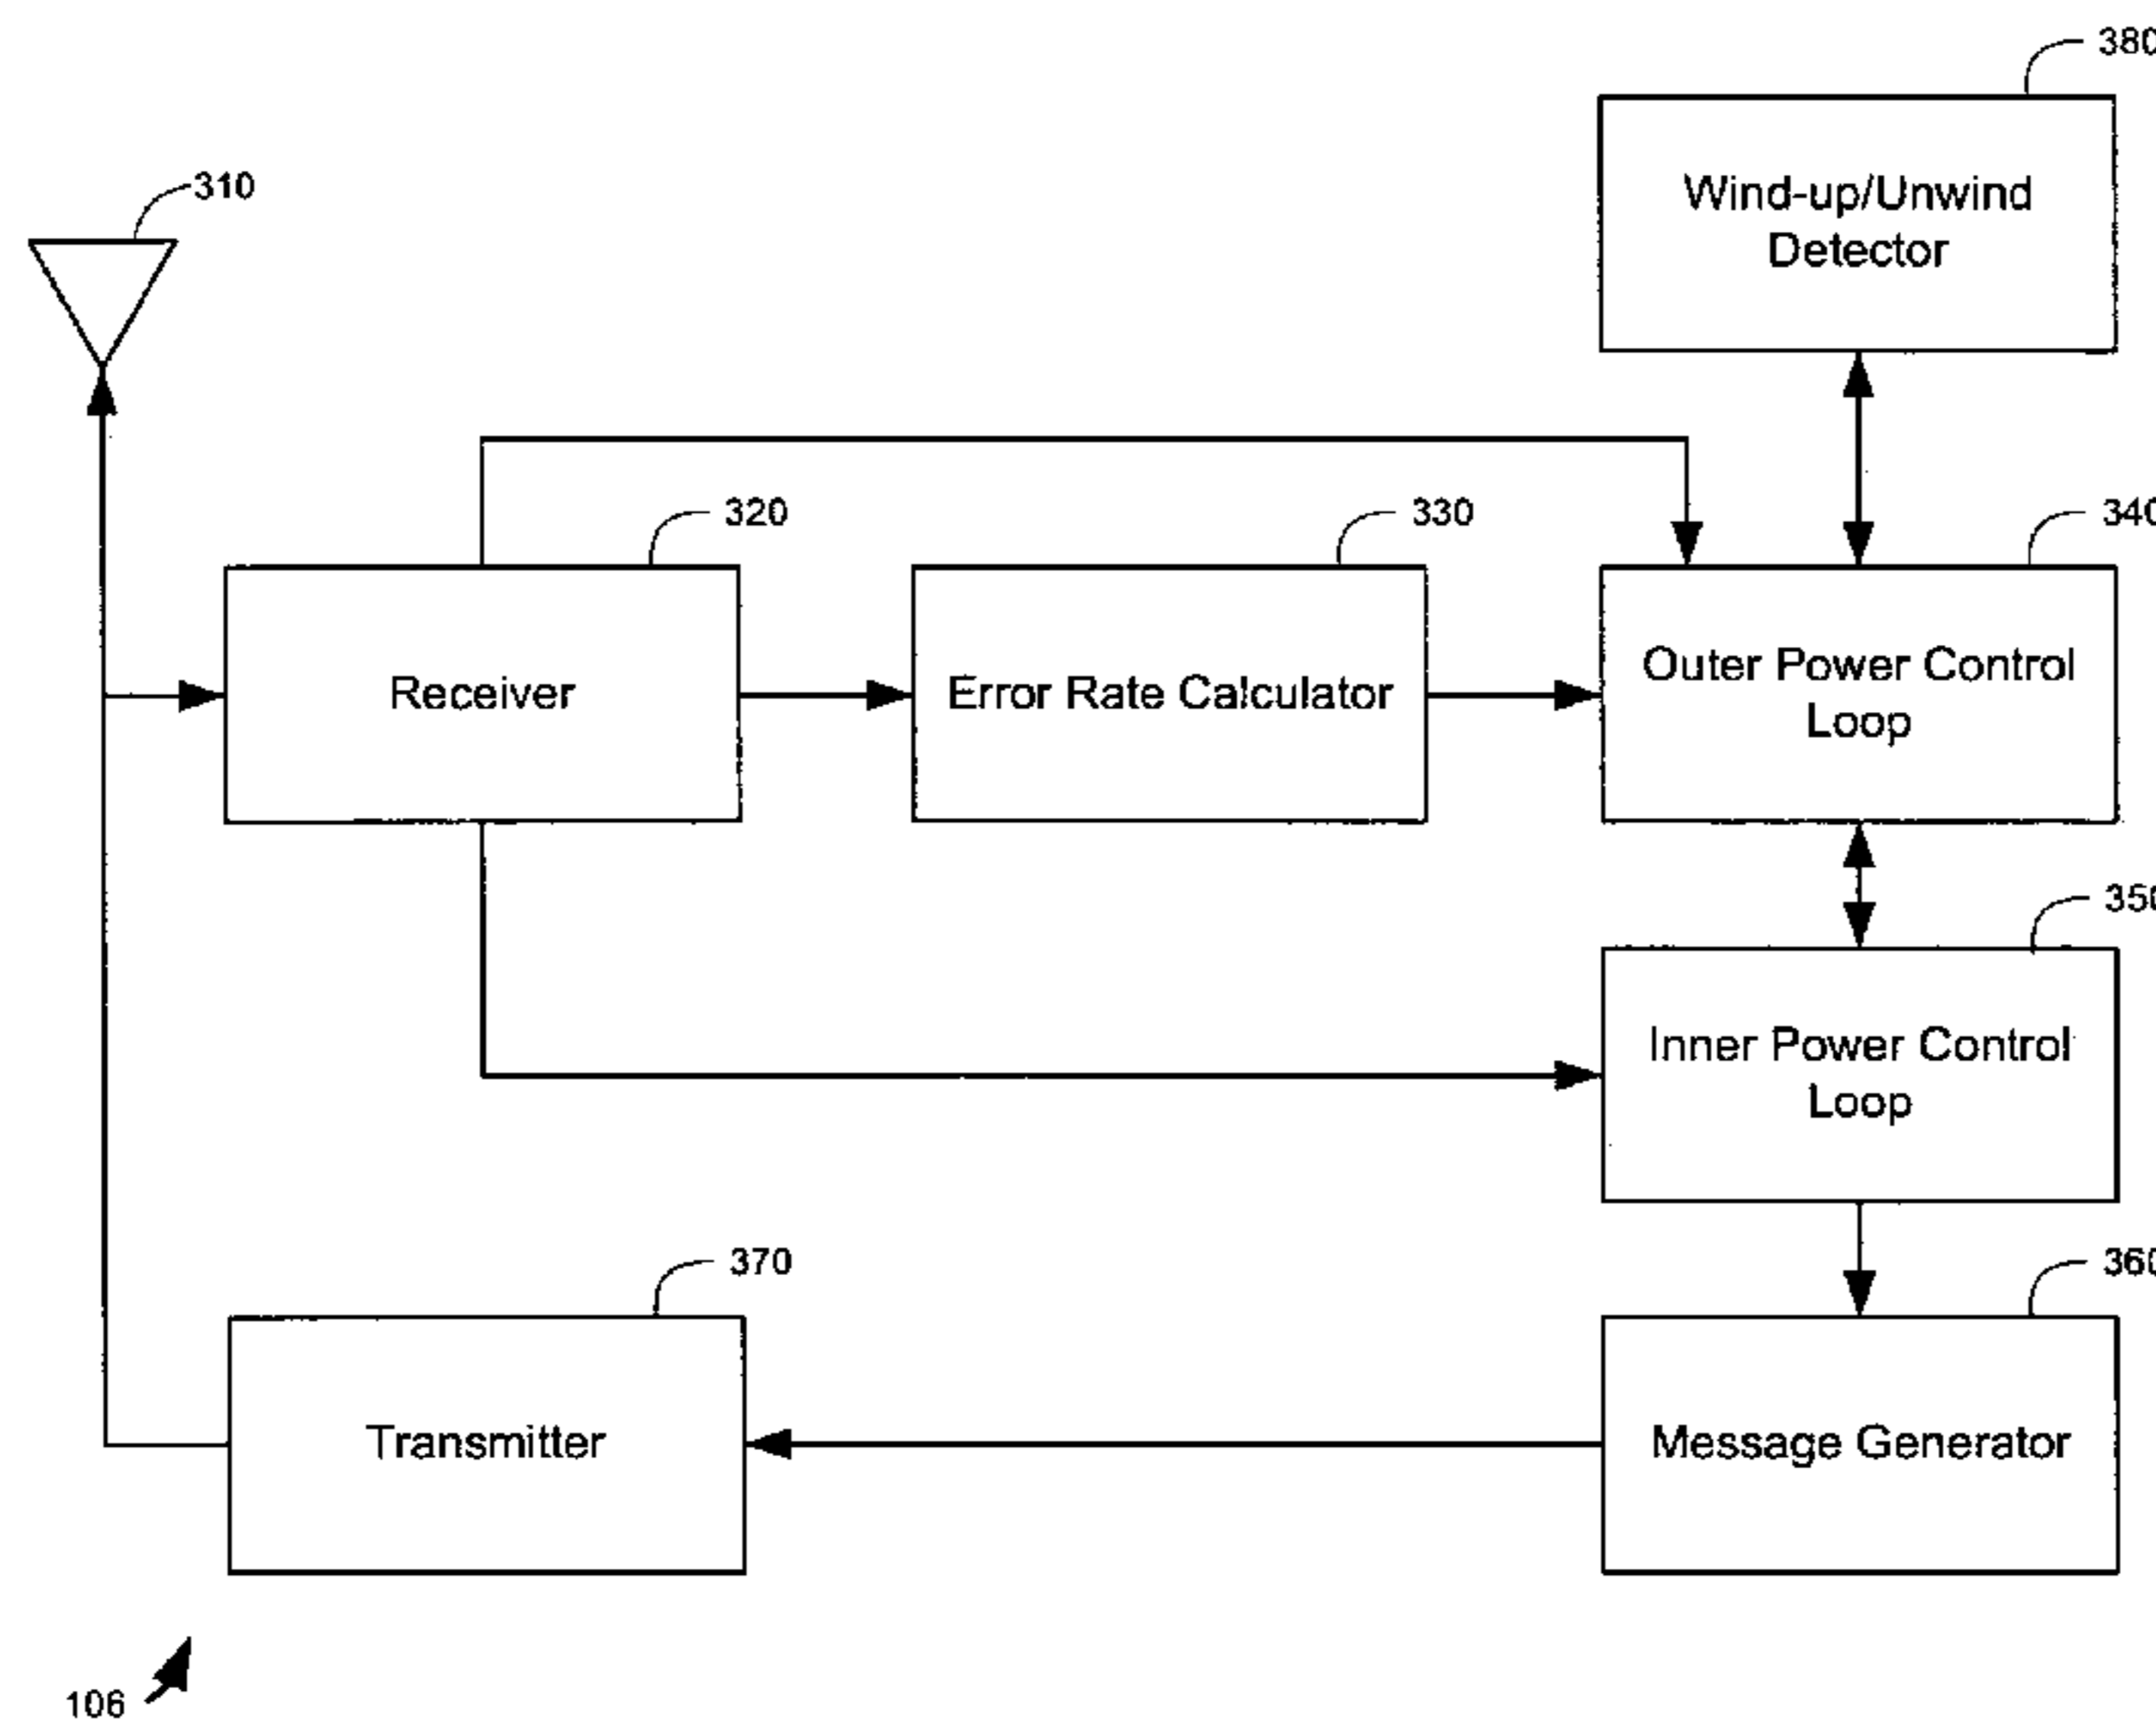 380
310
Wind-up/Unwind
Detector
320
330
340
Receiver
Error Rate Calculator
Outer Power Control
Loop
350
Inner Power Control
Loop
370
360
Transmitter
Message Generator
106